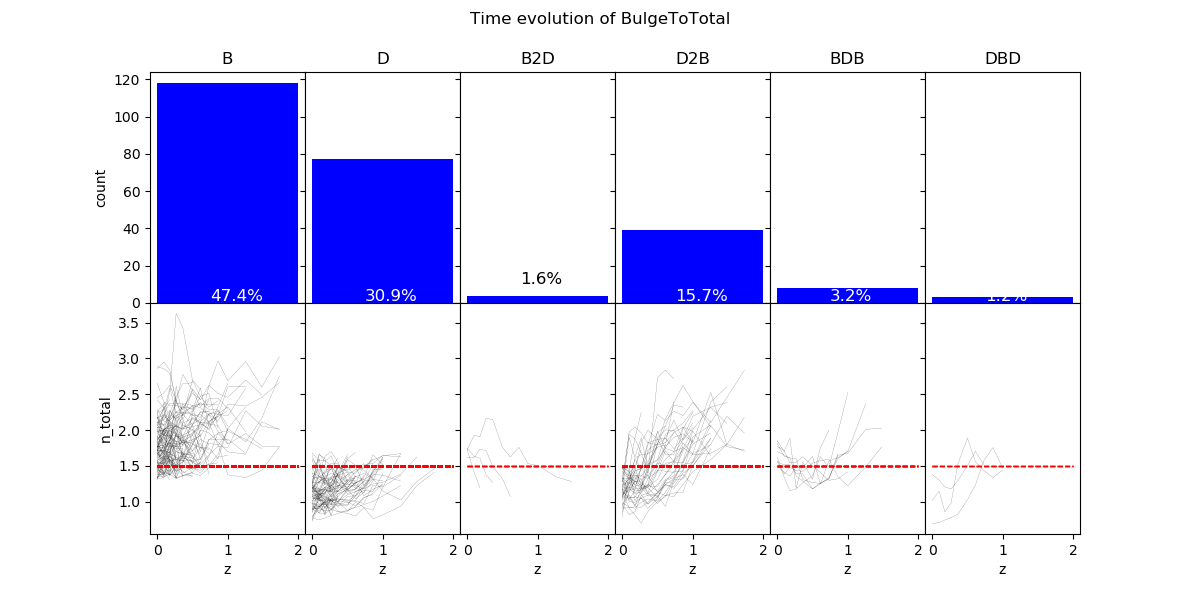 Time evolution of BulgeToTotal
B D B2D D2B BDB DBD
120
100
80
60
40
20
0
count
47.4% 30.9% 1.6% 15.7% 3.2% 1.2%
3.5
3.0
2.5
2.0
1.5
1.0
n_total
0 1 2 0 1 2 0 1 2 0 1 2 0 1 2 0 1 2
z z z z z z